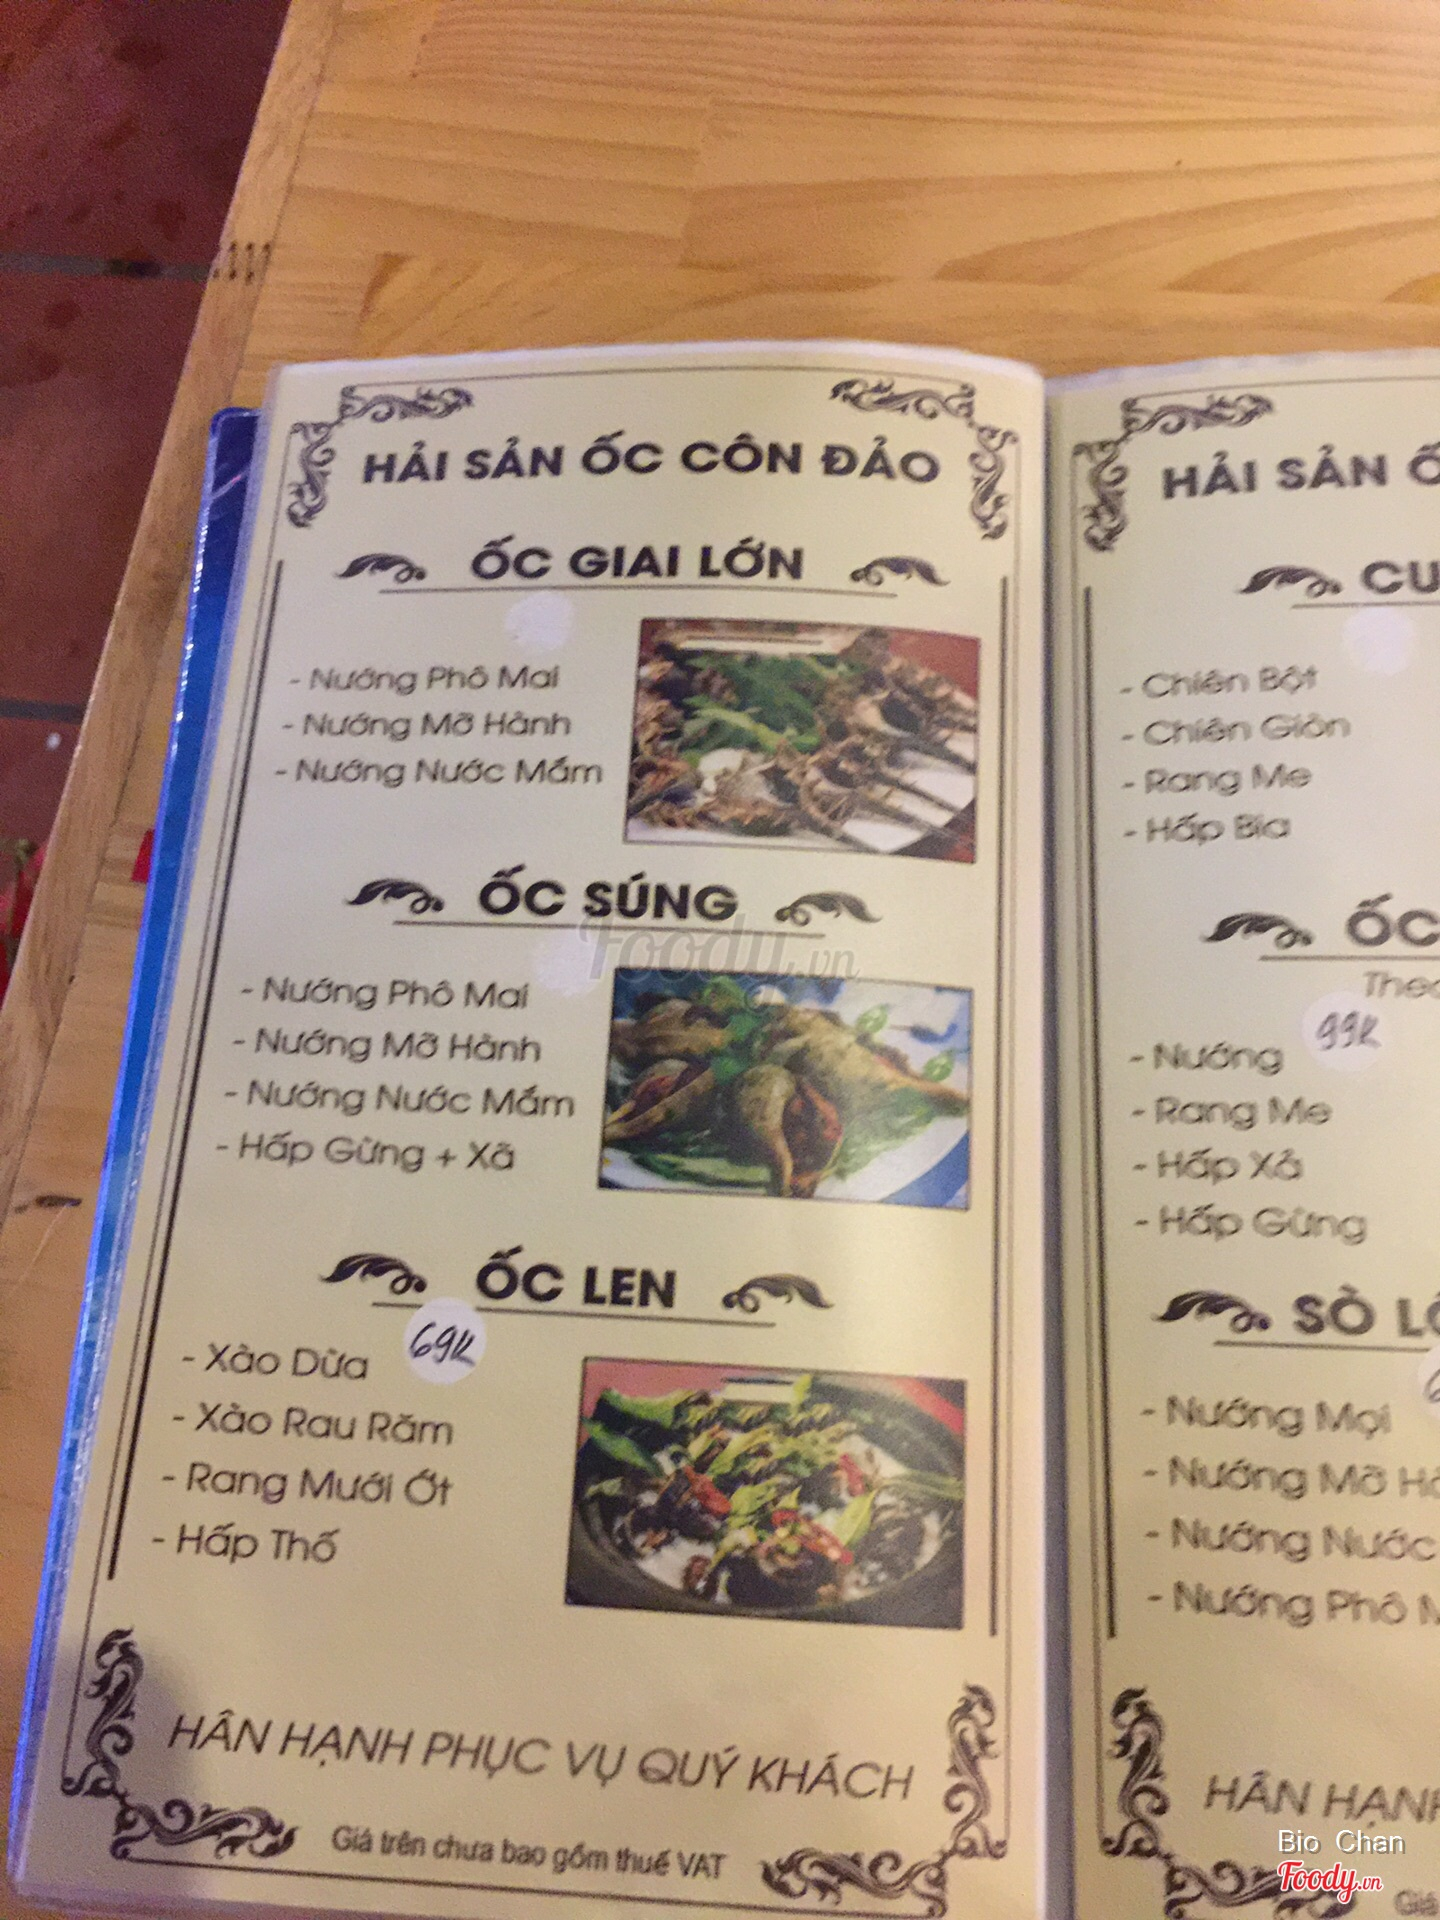 HẢI SẢN ỐC CÔN ĐẢO
ỐC GIAI LỚN
- Nướng Phô Mai
- Nướng Mỡ Hành
- Nướng Nước Mắm
ỐC SÚNG
- Nướng Phô Mai
- Nướng Mỡ Hành
- Nướng Nước Mắm
- Hấp Gừng + Xã
ỐC LEN
69K
- Xào Dừa
- Xào Rau Răm
- Rang Mưới Ớt
- Hấp Thố
HÂN HẠNH PHỤC VỤ QUÝ KHÁCH
Giá trên chưa bao gồm thuế VAT
HẢI SẢN
- Chiên Bột
- Chiên Giòn
- Rang Me
- Hấp Bia
ỐC
99K
- Nướng
- Rang Me
- Hấp Xả
- Hấp Gừng
SÒ
- Nướng Mọi
- Nướng Mỡ
- Nướng Nước
- Nướng Phô
HÂN
Foody.vn
Bio Chan
Foody.vn